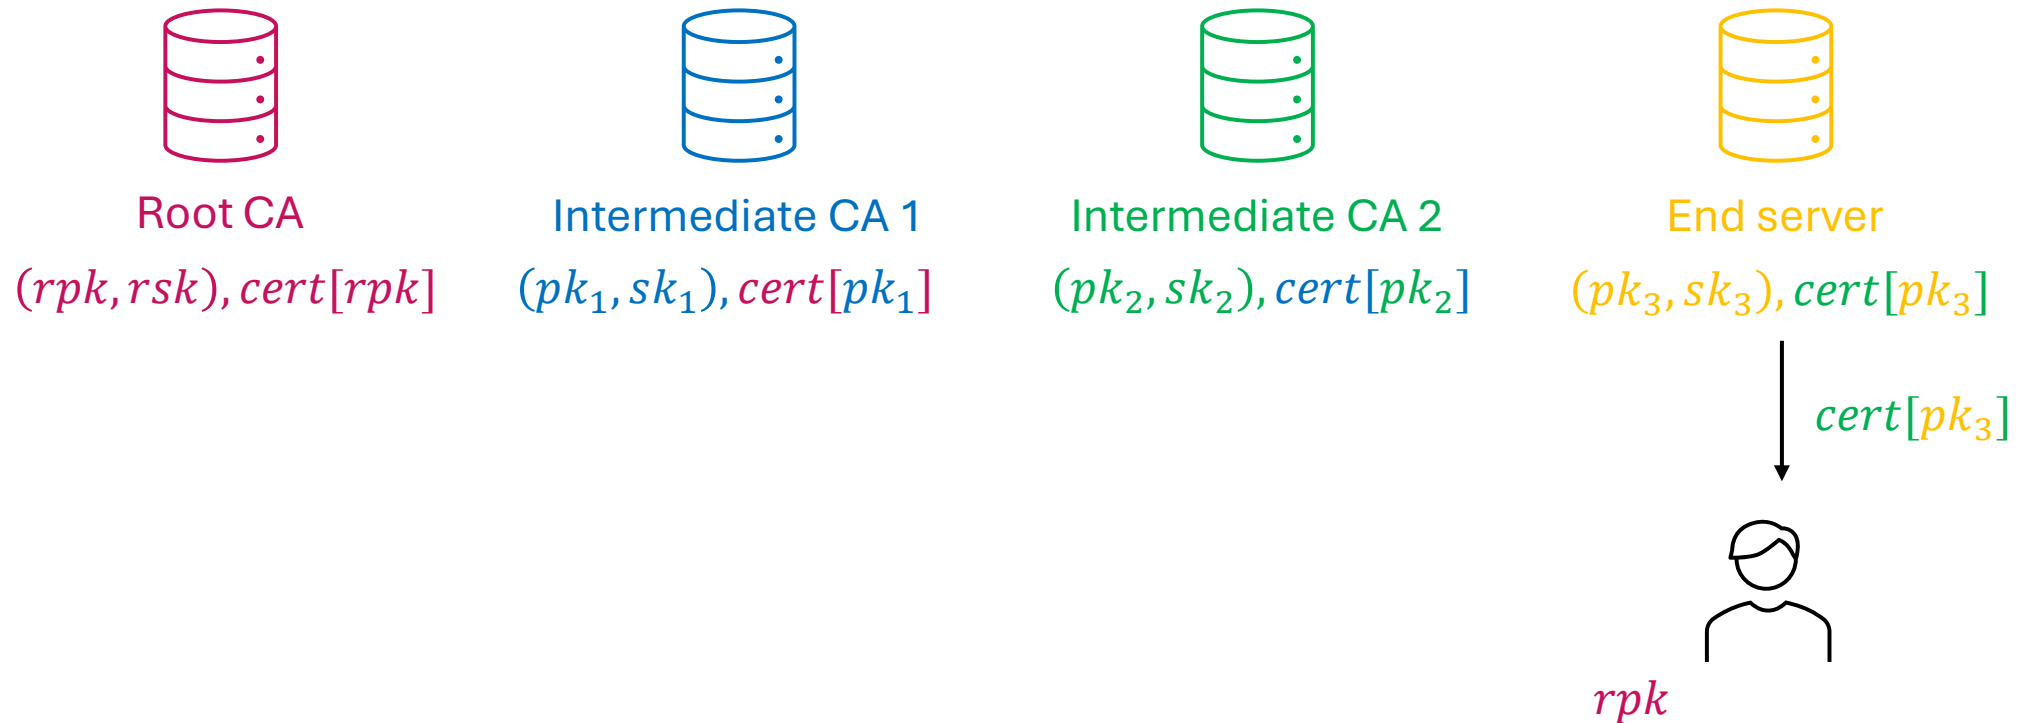 Root CA
Intermediate CA 1
Intermediate CA 2
End server
(rpk, rsk), cert[rpk]
(pk₁, sk₁), cert[pk₁]
(pk₂, sk₂), cert[pk₂]
(pk₃, sk₃), cert[pk₃]
cert[pk₃]
rpk